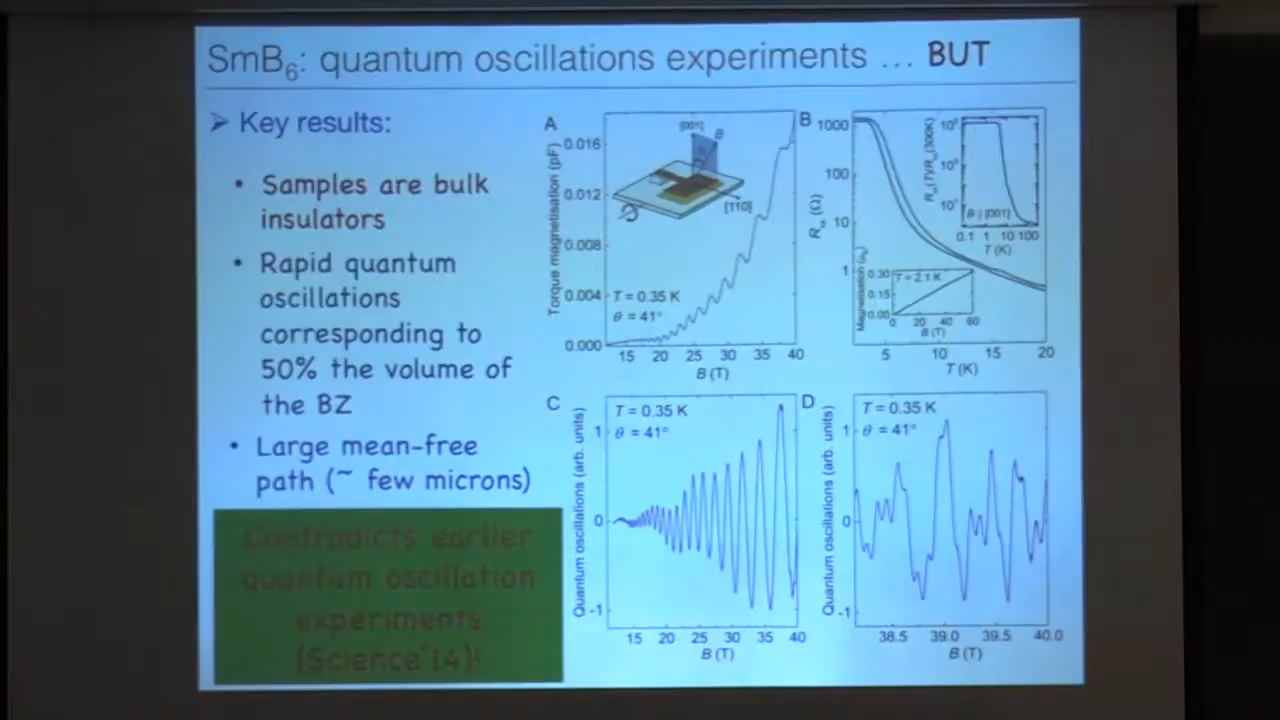 SmB6: quantum oscillations experiments ... BUT
➢ Key results:
• Samples are bulk
insulators
• Rapid quantum
oscillations
corresponding to
50% the volume of
the BZ
• Large mean-free
path (~ few microns)
Contradicts earlier
quantum oscillation
experiments
(Science'14)!
A
Torque magnetisation (pF)
0.016
0.012
0.008
0.004
0.000
[001]
B
[110]
T = 0.35 K
θ = 41°
15 20 25 30 35 40
B (T)
B
1000
100
10
1
Rxx (Ω)
5 10 15 20
T (K)
B || [001]
0.1 1 10 100
T (K)
0.30
0.15
0.00
T = 2.1 K
0 20 40 60
B (T)
C
Quantum oscillations (arb. units)
1
0
-1
T = 0.35 K
θ = 41°
15 20 25 30 35 40
B (T)
D
Quantum oscillations (arb. units)
1
0
-1
T = 0.35 K
θ = 41°
38.5 39.0 39.5 40.0
B (T)